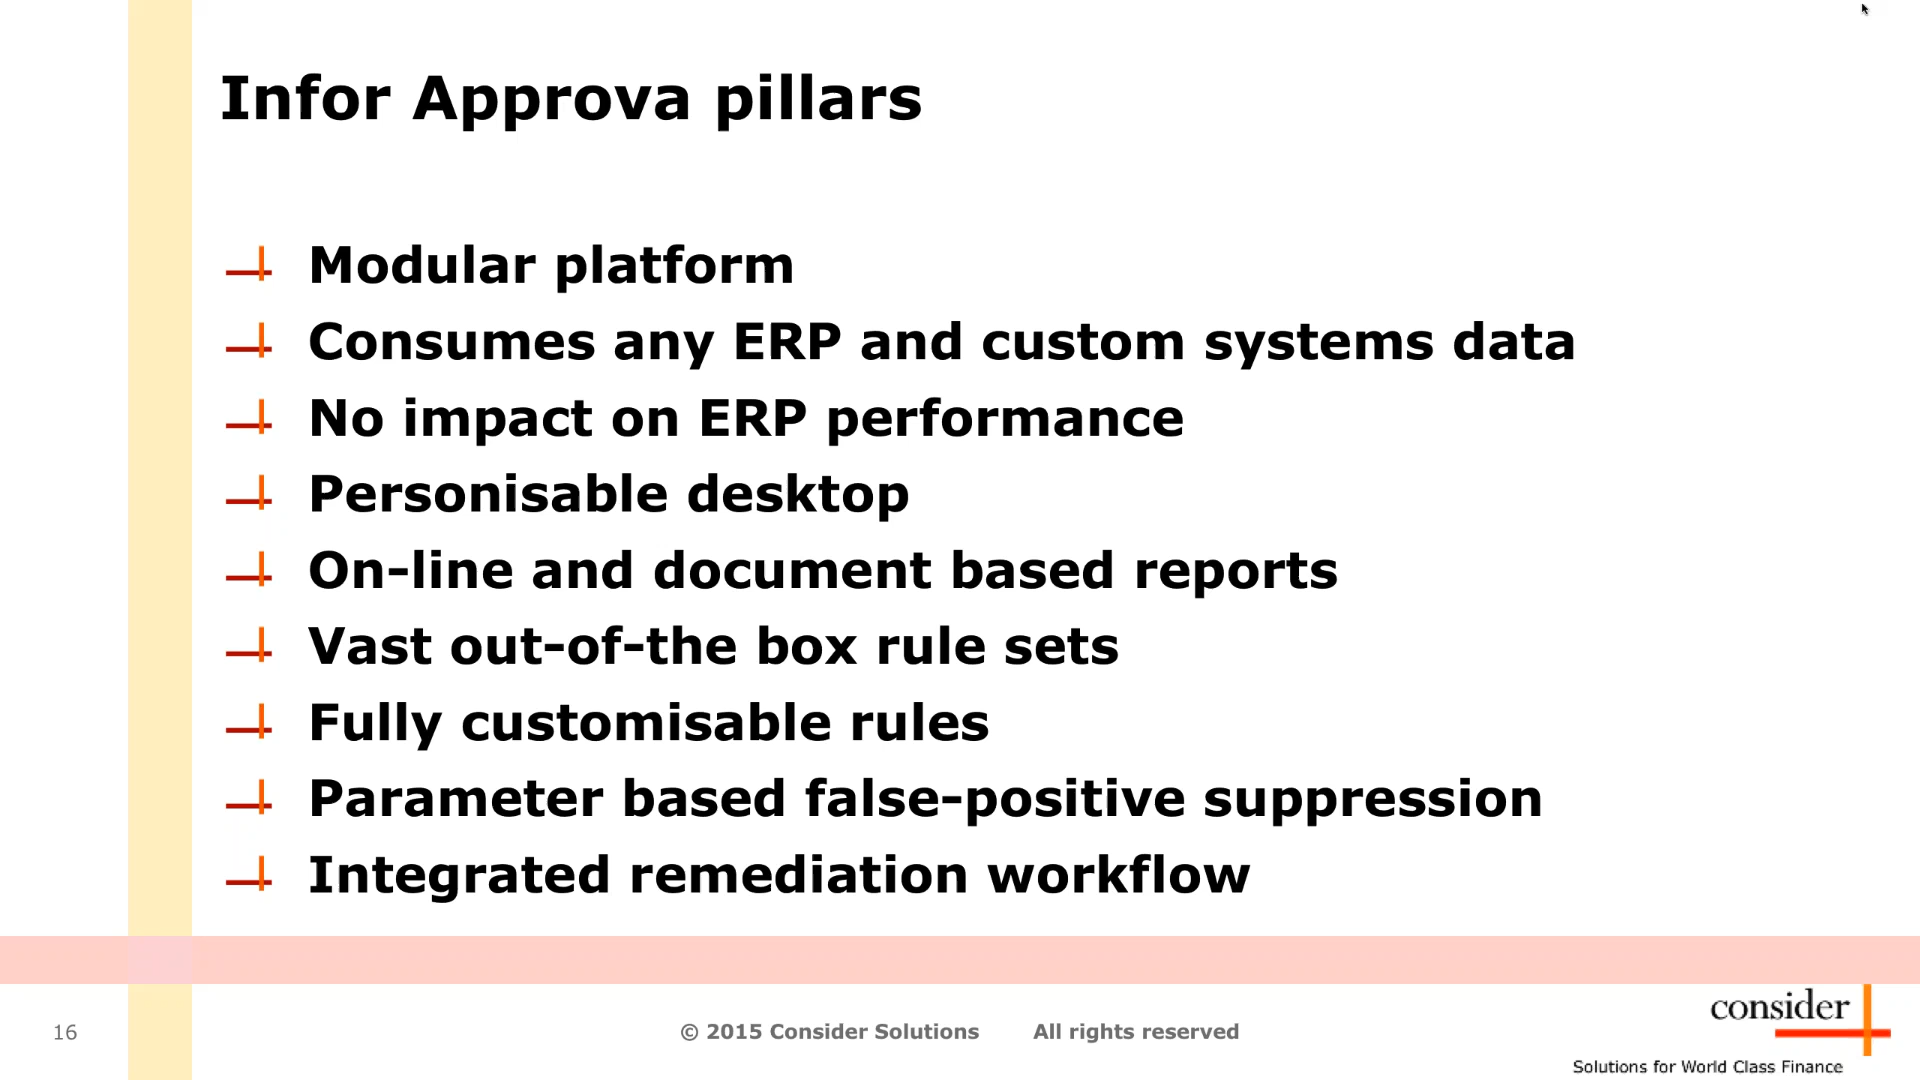 Infor Approva pillars
Modular platform
Consumes any ERP and custom systems data
No impact on ERP performance
Personisable desktop
On-line and document based reports
Vast out-of-the box rule sets
Fully customisable rules
Parameter based false-positive suppression
Integrated remediation workflow
16
© 2015 Consider Solutions All rights reserved
consider
Solutions for World Class Finance